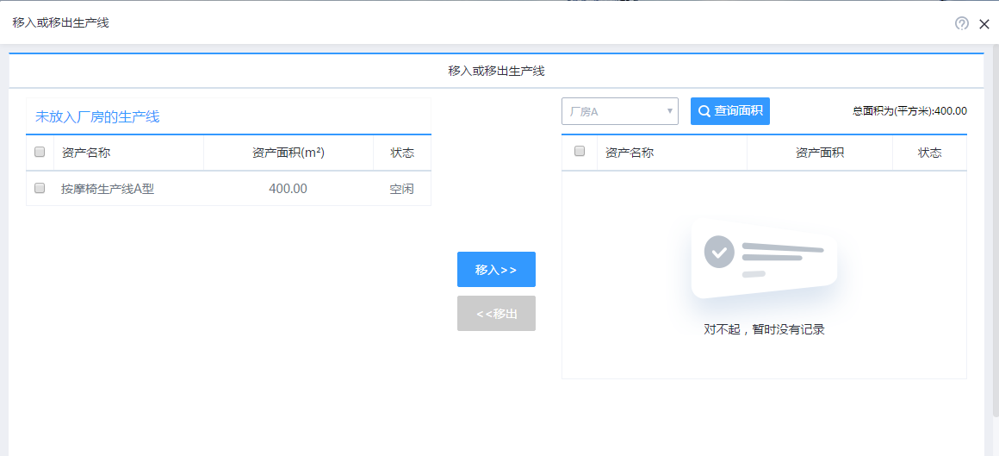 移入或移出生产线
移入或移出生产线
未放入厂房的生产线
资产名称 资产面积(m²) 状态
按摩椅生产线A型 400.00 空闲
移入>>
<<移出
厂房A 查询面积 总面积为(平方米):400.00
资产名称 资产面积 状态
对不起，暂时没有记录